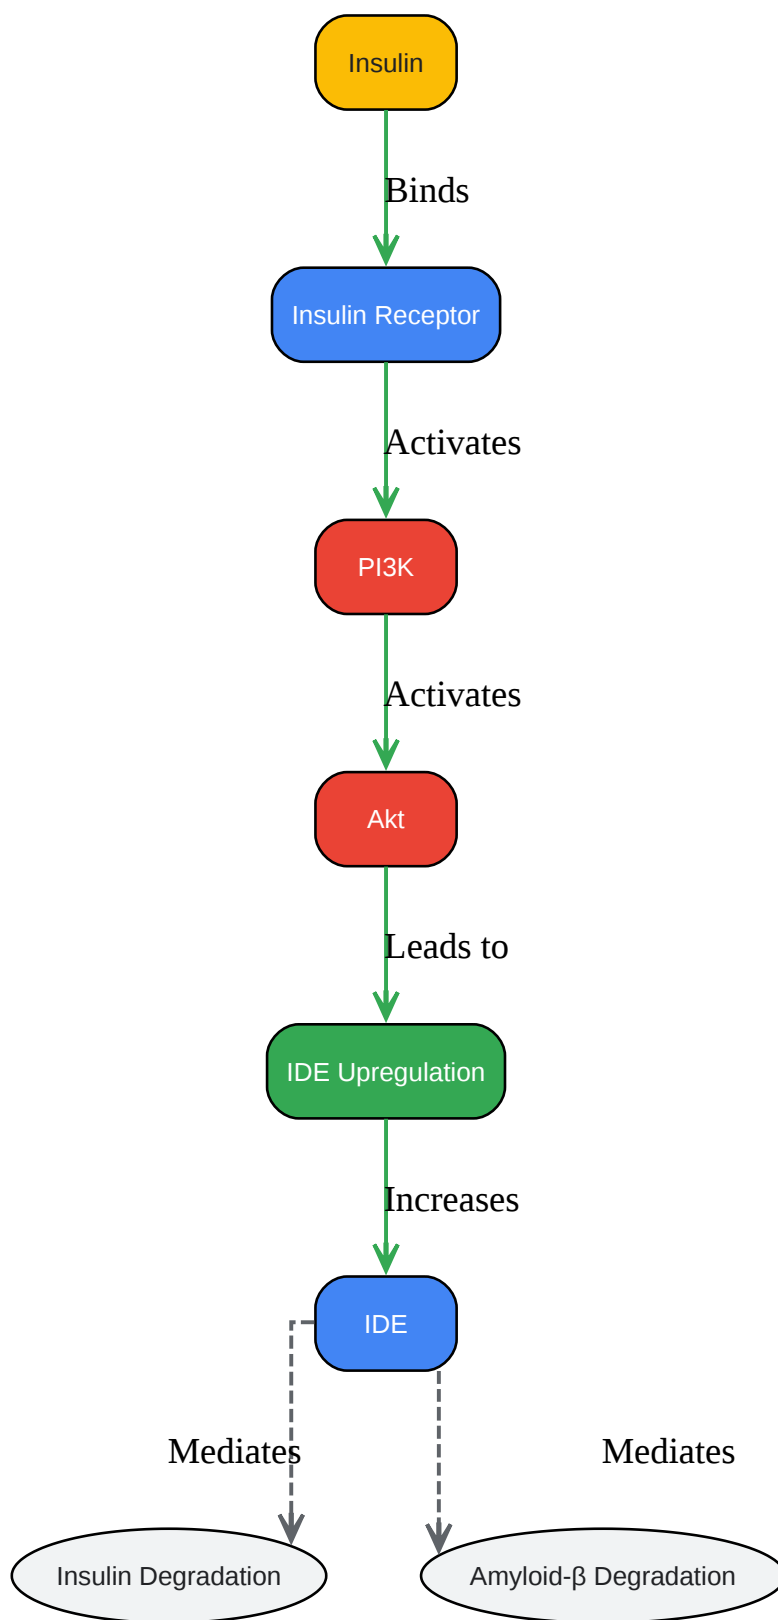 Insulin
Binds
Insulin Receptor
Activates
PI3K
Activates
Akt
Leads to
IDE Upregulation
Increases
IDE
Mediates
Mediates
Insulin Degradation
Amyloid-β Degradation